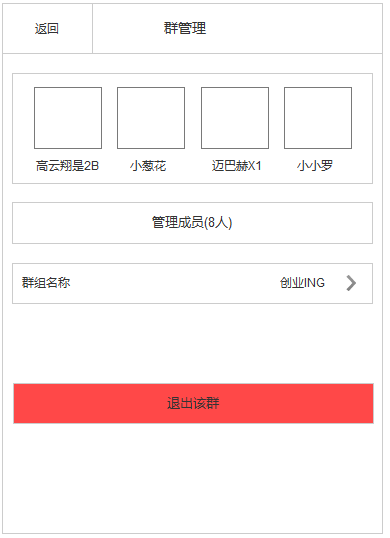 返回 群管理
高云翔是2B 小葱花 迈巴赫X1 小小罗
管理成员(8人)
群组名称 创业ING
退出该群